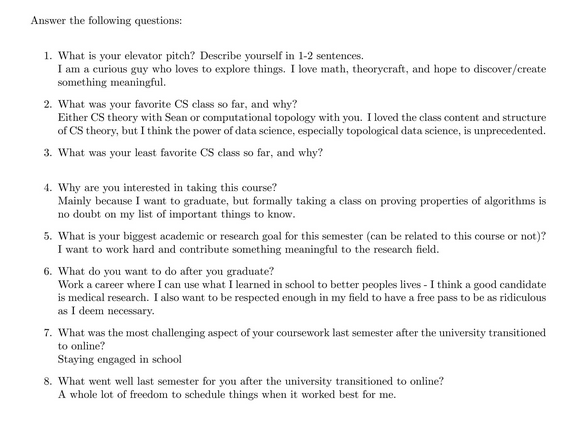 Answer the following questions:
1. What is your elevator pitch? Describe yourself in 1-2 sentences.
I am a curious guy who loves to explore things. I love math, theorycraft, and hope to discover/create
something meaningful.
2. What was your favorite CS class so far, and why?
Either CS theory with Sean or computational topology with you. I loved the class content and structure
of CS theory, but I think the power of data science, especially topological data science, is unprecedented.
3. What was your least favorite CS class so far, and why?
4. Why are you interested in taking this course?
Mainly because I want to graduate, but formally taking a class on proving properties of algorithms is
no doubt on my list of important things to know.
5. What is your biggest academic or research goal for this semester (can be related to this course or not)?
I want to work hard and contribute something meaningful to the research field.
6. What do you want to do after you graduate?
Work a career where I can use what I learned in school to better peoples lives - I think a good candidate
is medical research. I also want to be respected enough in my field to have a free pass to be as ridiculous
as I deem necessary.
7. What was the most challenging aspect of your coursework last semester after the university transitioned
to online?
Staying engaged in school
8. What went well last semester for you after the university transitioned to online?
A whole lot of freedom to schedule things when it worked best for me.